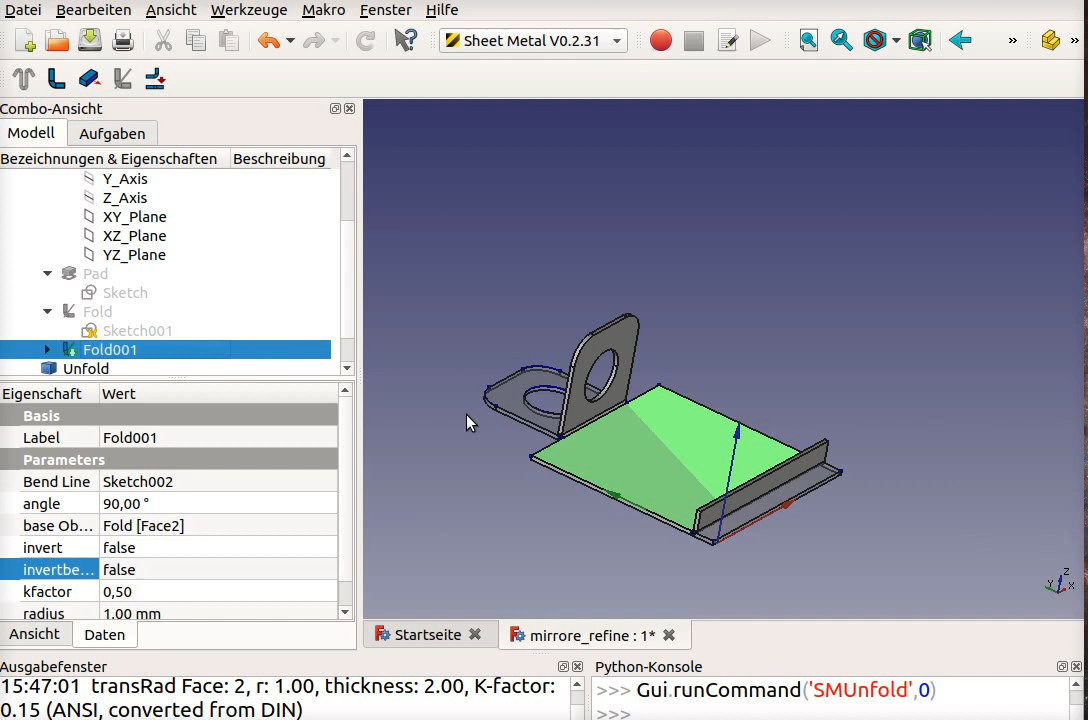 Datei Bearbeiten Ansicht Werkzeuge Makro Fenster Hilfe
Sheet Metal V0.2.31
» »
Combo-Ansicht
Modell Aufgaben
Bezeichnungen & Eigenschaften Beschreibung
Y_Axis
Z_Axis
XY_Plane
XZ_Plane
YZ_Plane
Pad
Sketch
Fold
Sketch001
Fold001
Unfold
Eigenschaft Wert
Basis
Label Fold001
Parameters
Bend Line Sketch002
angle 90,00 °
base Ob... Fold [Face2]
invert false
invertbe... false
kfactor 0,50
radius 1,00 mm
Ansicht Daten
Z
Y X
Startseite mirrore_refine : 1*
Ausgabefenster
15:47:01 transRad Face: 2, r: 1.00, thickness: 2.00, K-factor:
0.15 (ANSI, converted from DIN)
Python-Konsole
>>> Gui.runCommand('SMUnfold',0)
>>>